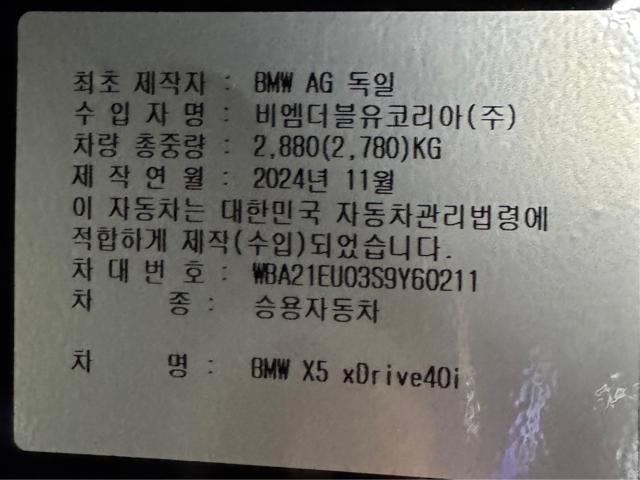 최초 제작자 : BMW AG 독일
수 입 자 명 : 비엠더블유코리아(주)
차량 총중량 : 2,880(2,780)KG
제 작 연 월 : 2024년 11월
이 자동차는 대한민국 자동차관리법령에
적합하게 제작(수입)되었습니다.
차 대 번 호 : WBA21EU03S9Y60211
차 종 : 승용자동차
차 명 : BMW X5 xDrive40i